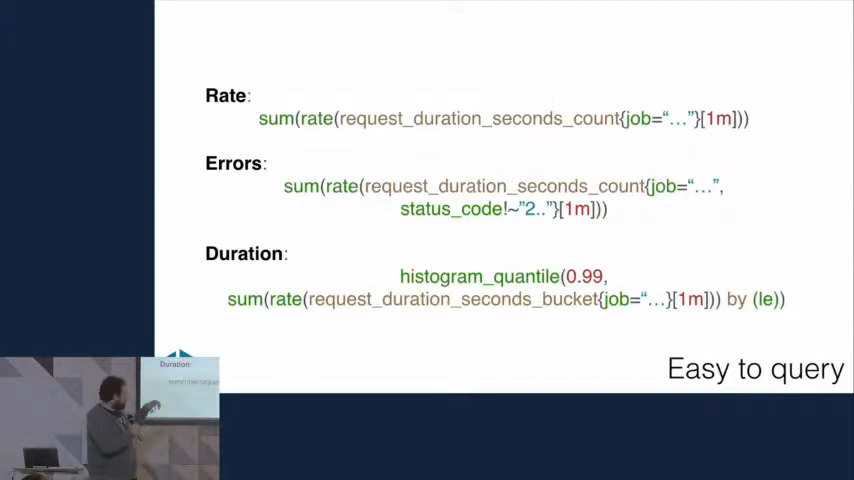 Rate:
sum(rate(request_duration_seconds_count{job=“…”}[1m]))
Errors:
sum(rate(request_duration_seconds_count{job=“…”,
status_code!~”2..”}[1m]))
Duration:
histogram_quantile(0.99,
sum(rate(request_duration_seconds_bucket{job=“…}[1m])) by (le))
Easy to query
Duration: